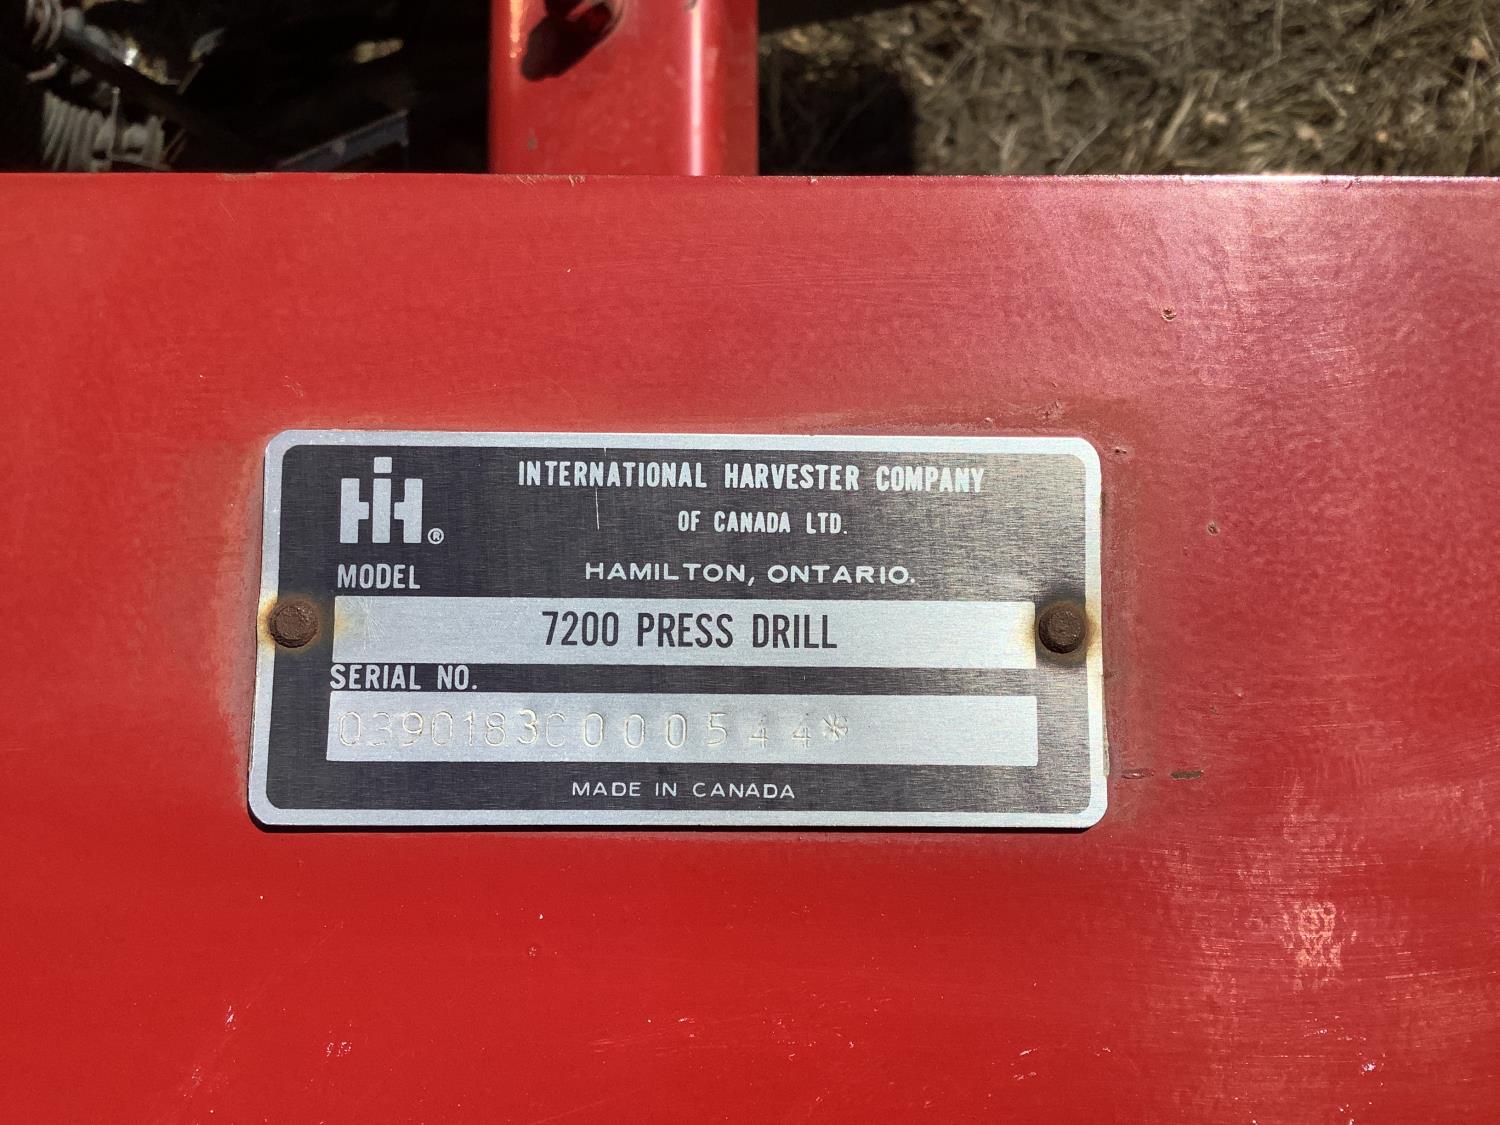 IH®
INTERNATIONAL HARVESTER COMPANY
OF CANADA LTD.
HAMILTON, ONTARIO.
MODEL
7200 PRESS DRILL
SERIAL NO.
0390183C000544*
MADE IN CANADA